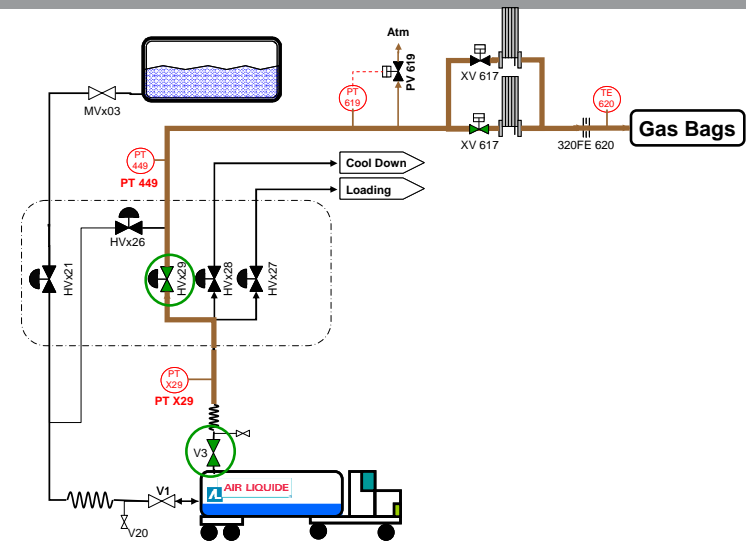 Atm
PV 619
XV 617
PT
619
TE
620
MVx03
XV 617
320FE 620
Gas Bags
PT
449
PT 449
Cool Down
Loading
HVx26
HVx21
HVx29
HVx28
HVx27
PT
X29
PT X29
V3
V1
AIR LIQUIDE
V20